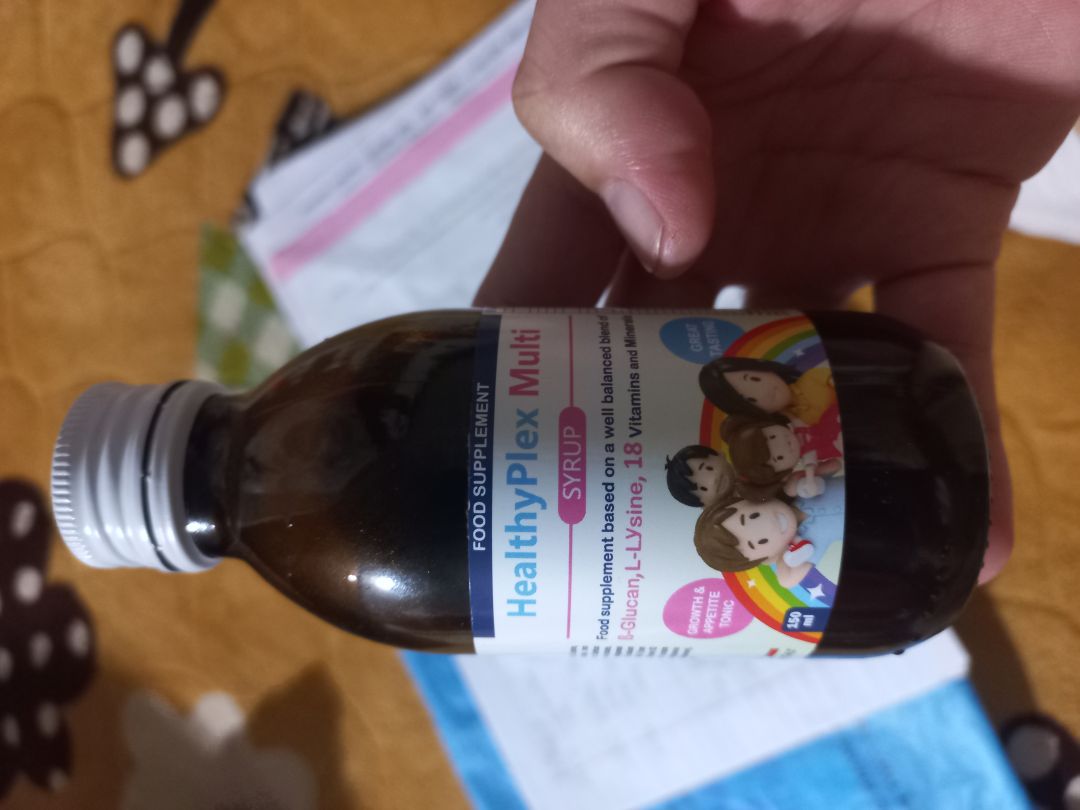 FOOD SUPPLEMENT
HealthyPlex Multi
SYRUP
Food supplement based on a well balanced blend of
β-Glucan, L-LYsine, 18 Vitamins and Minerals
GREAT
TASTING
GROWTH &
APPETITE
TONIC
150
ml